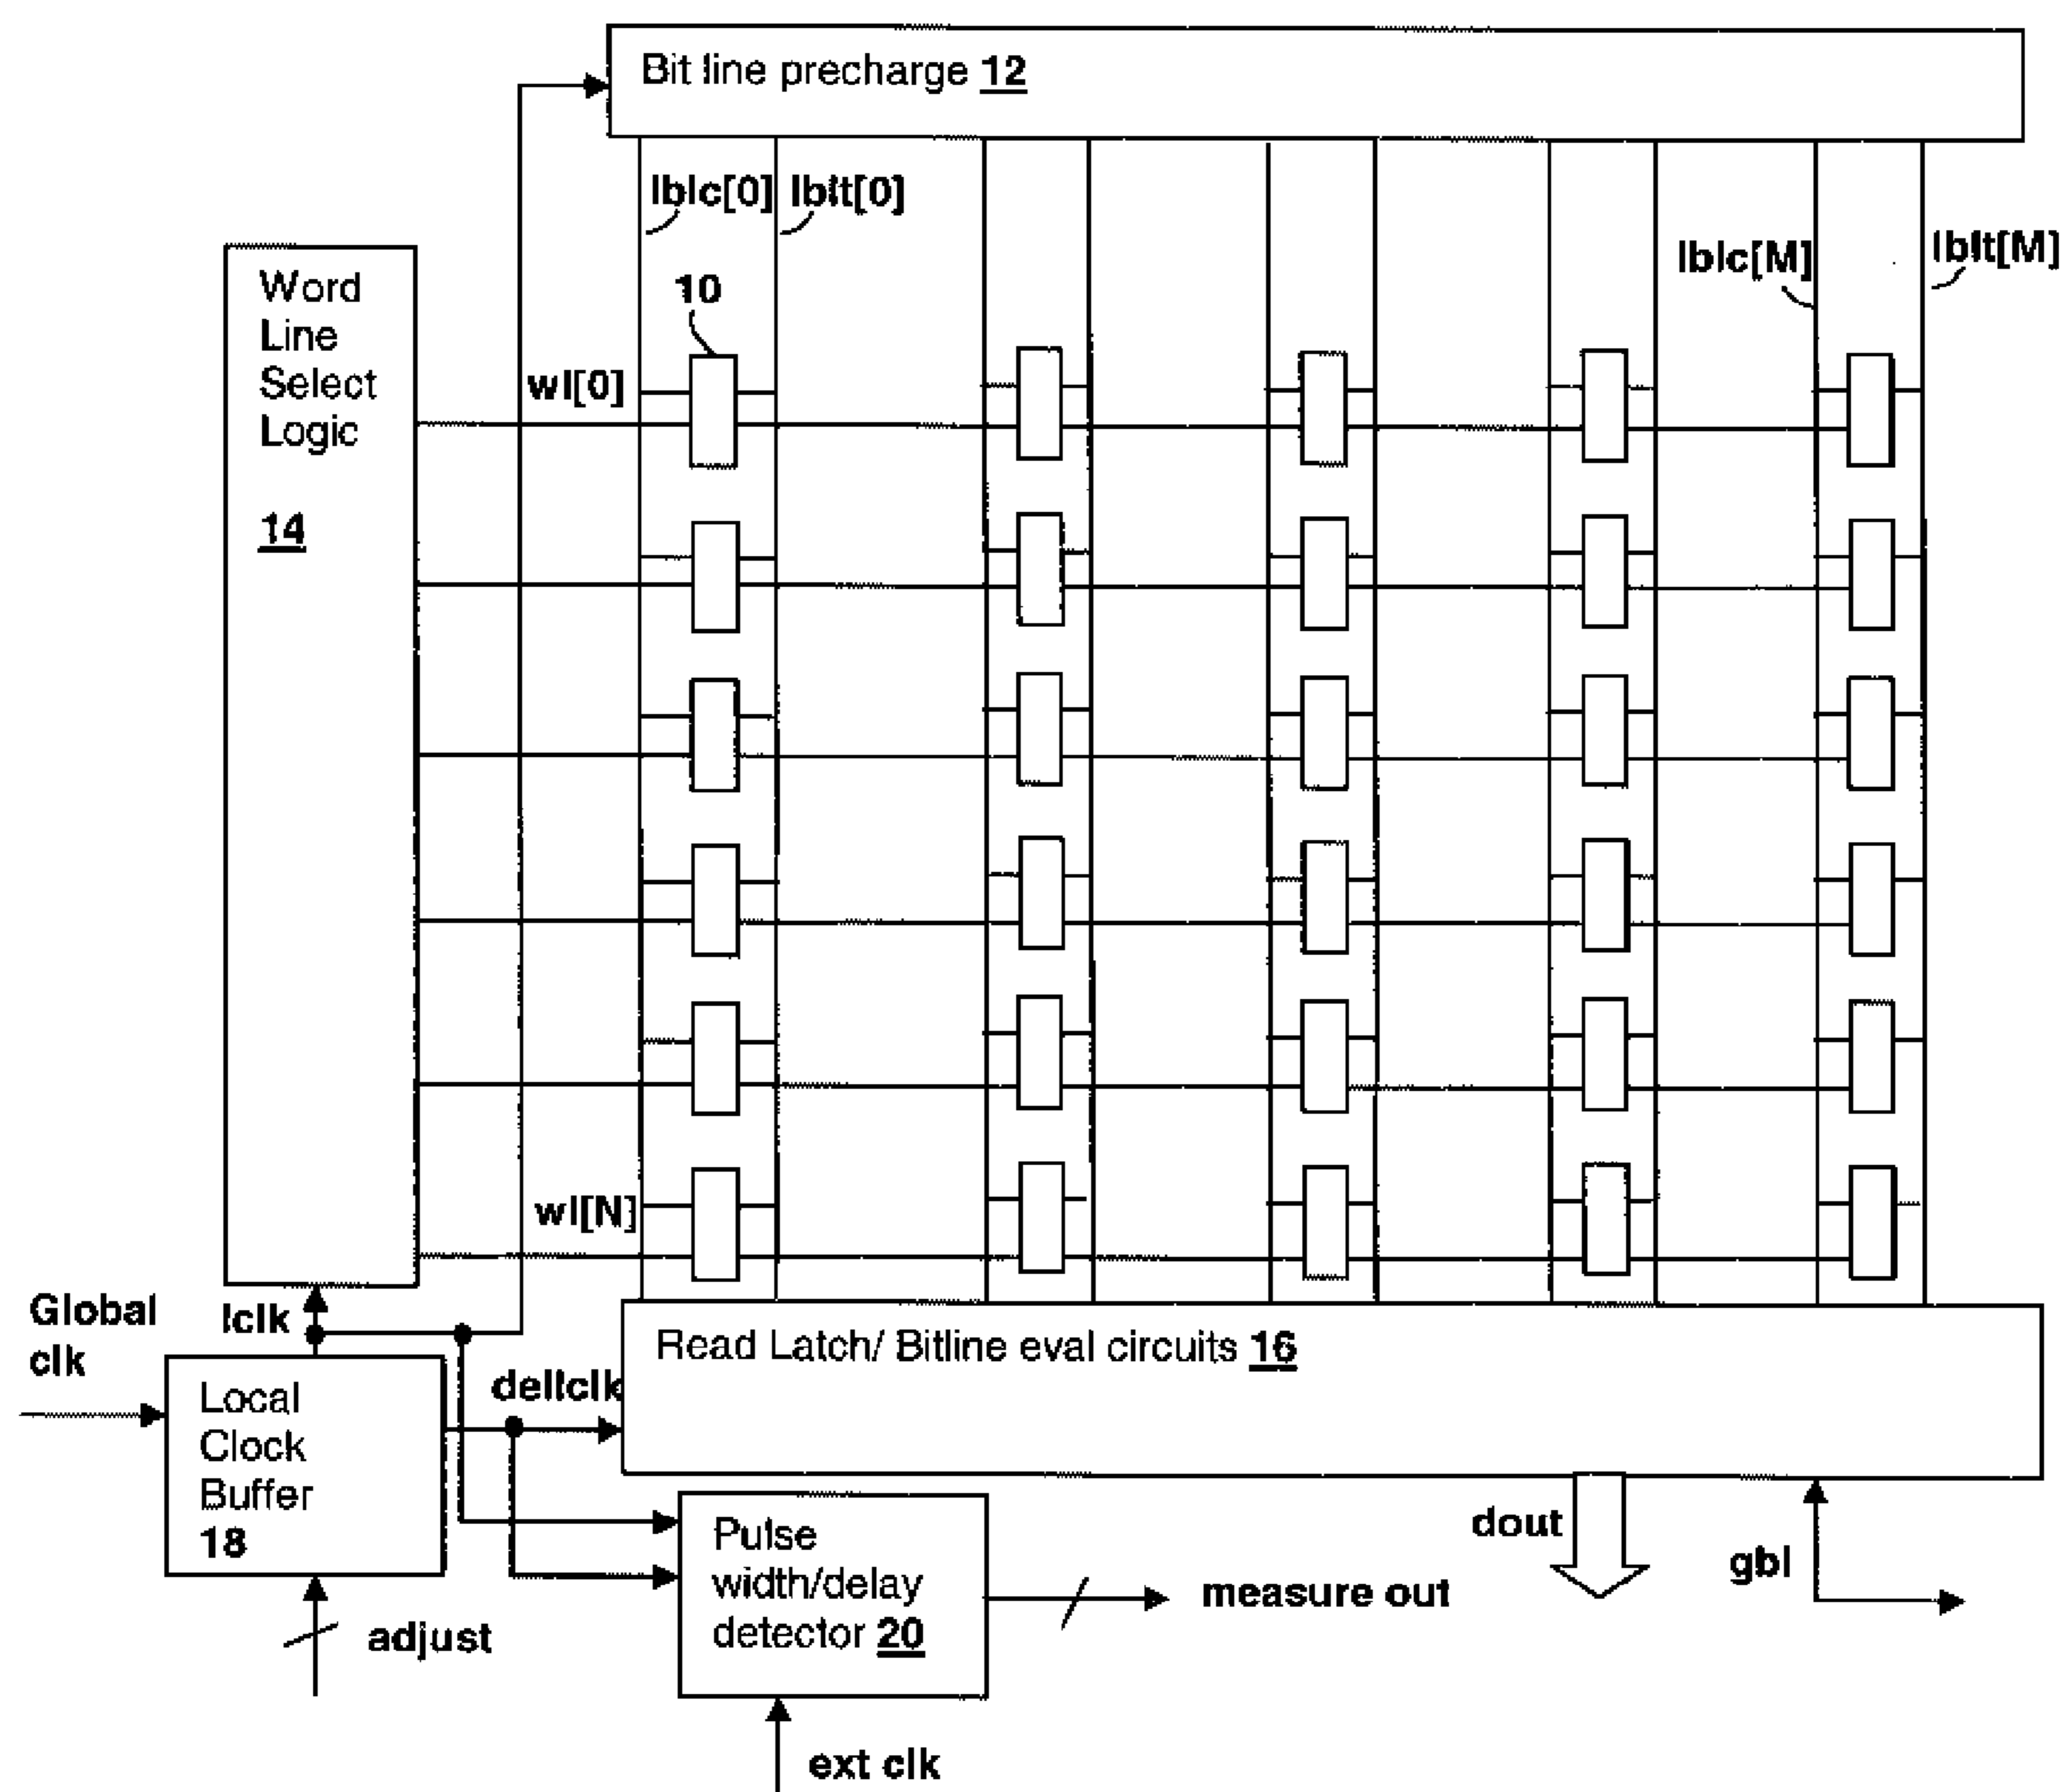 Bit line precharge 12
lblc[0] lblt[0]
lblc[M] lblt[M]
Word
Line
Select
Logic
14
10
wl[0]
wl[N]
Global
clk
lclk
Read Latch/ Bitline eval circuits 16
Local
Clock
Buffer
18
dellclk
Pulse
width/delay
detector 20
measure out
dout
gbl
adjust
ext clk